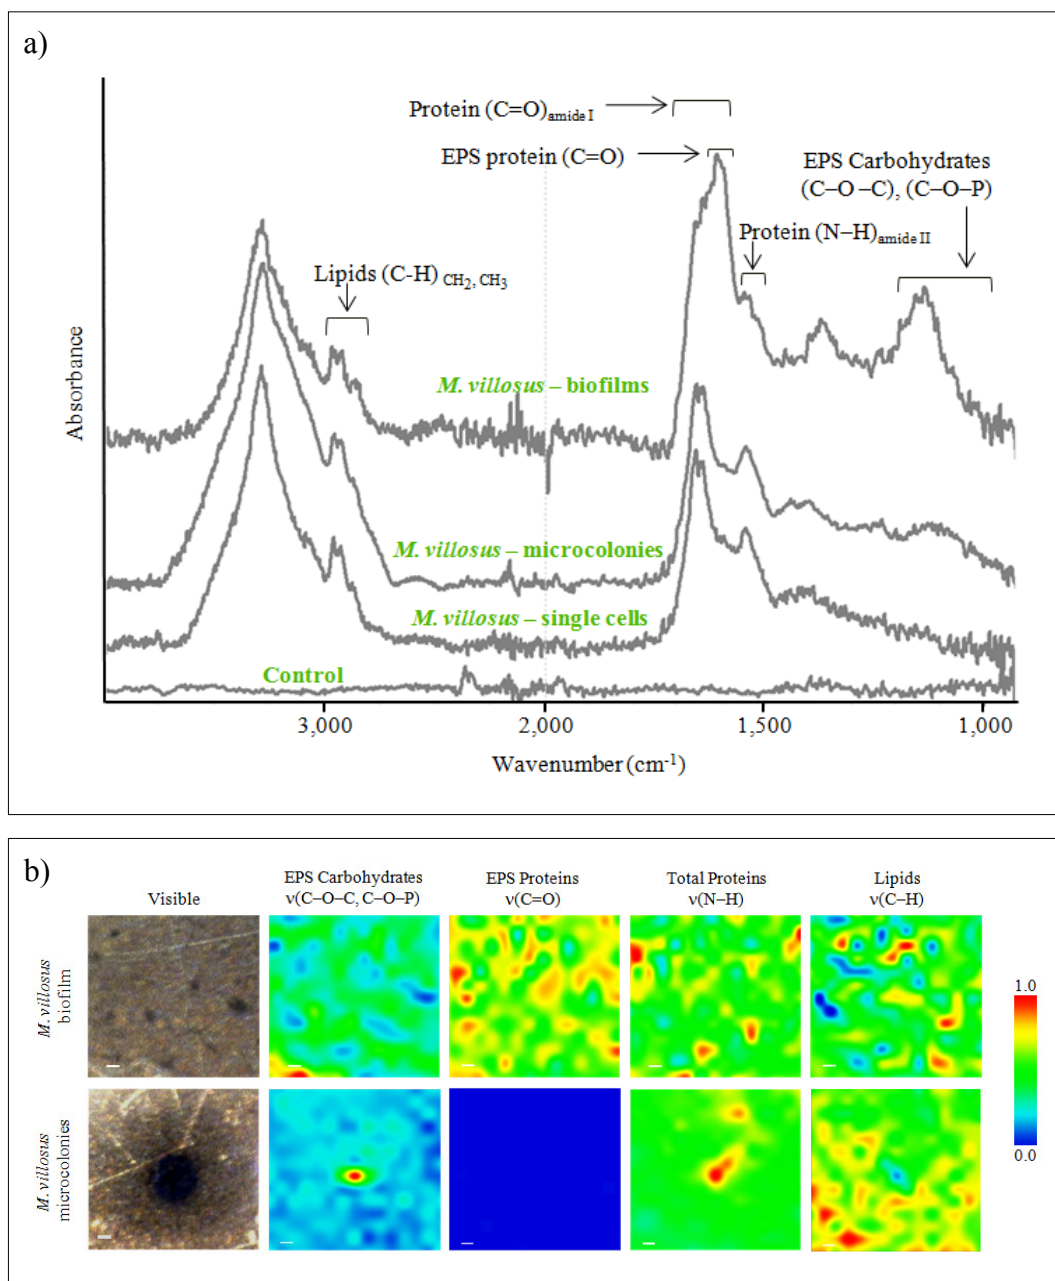 a)
Protein (C=O)amide I
EPS protein (C=O)
EPS Carbohydrates
(C–O –C), (C–O–P)
Protein (N–H)amide II
Lipids (C-H) CH2, CH3
Absorbance
M. villosus – biofilms
M. villosus – microcolonies
M. villosus – single cells
Control
3,000 2,000 1,500 1,000
Wavenumber (cm-1)
b)
Visible
EPS Carbohydrates
ν(C–O–C, C–O–P)
EPS Proteins
ν(C=O)
Total Proteins
ν(N–H)
Lipids
ν(C–H)
M. villosus
biofilm
M. villosus
microcolonies
1.0
0.0